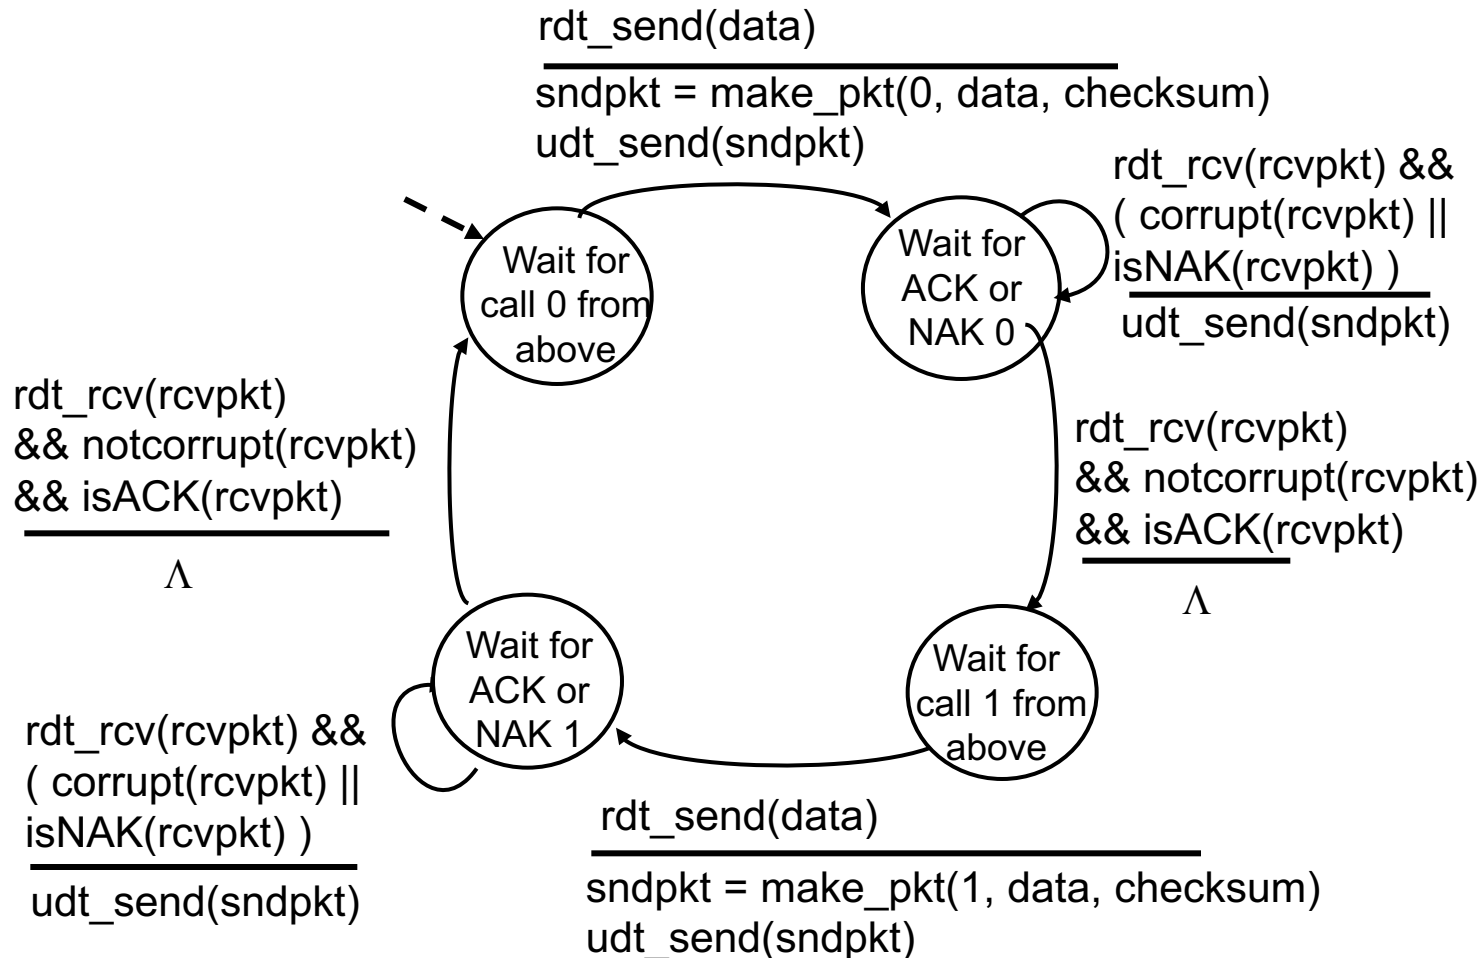 rdt_send(data)
sndpkt = make_pkt(0, data, checksum)
udt_send(sndpkt)
rdt_rcv(rcvpkt) &&
( corrupt(rcvpkt) ||
isNAK(rcvpkt) )
udt_send(sndpkt)
Wait for
call 0 from
above
Wait for
ACK or
NAK 0
rdt_rcv(rcvpkt)
&& notcorrupt(rcvpkt)
&& isACK(rcvpkt)
Λ
rdt_rcv(rcvpkt)
&& notcorrupt(rcvpkt)
&& isACK(rcvpkt)
Λ
Wait for
ACK or
NAK 1
Wait for
call 1 from
above
rdt_rcv(rcvpkt) &&
( corrupt(rcvpkt) ||
isNAK(rcvpkt) )
udt_send(sndpkt)
rdt_send(data)
sndpkt = make_pkt(1, data, checksum)
udt_send(sndpkt)